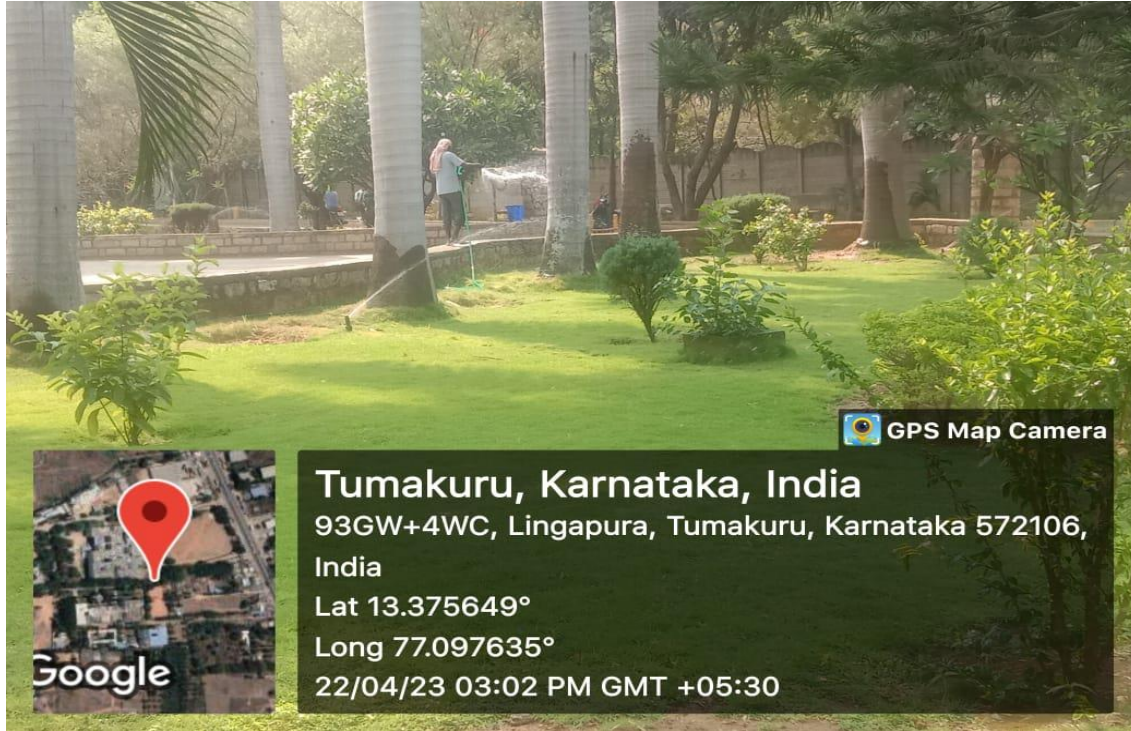 GPS Map Camera
Tumakuru, Karnataka, India
93GW+4WC, Lingapura, Tumakuru, Karnataka 572106,
India
Lat 13.375649°
Long 77.097635°
22/04/23 03:02 PM GMT +05:30
Google